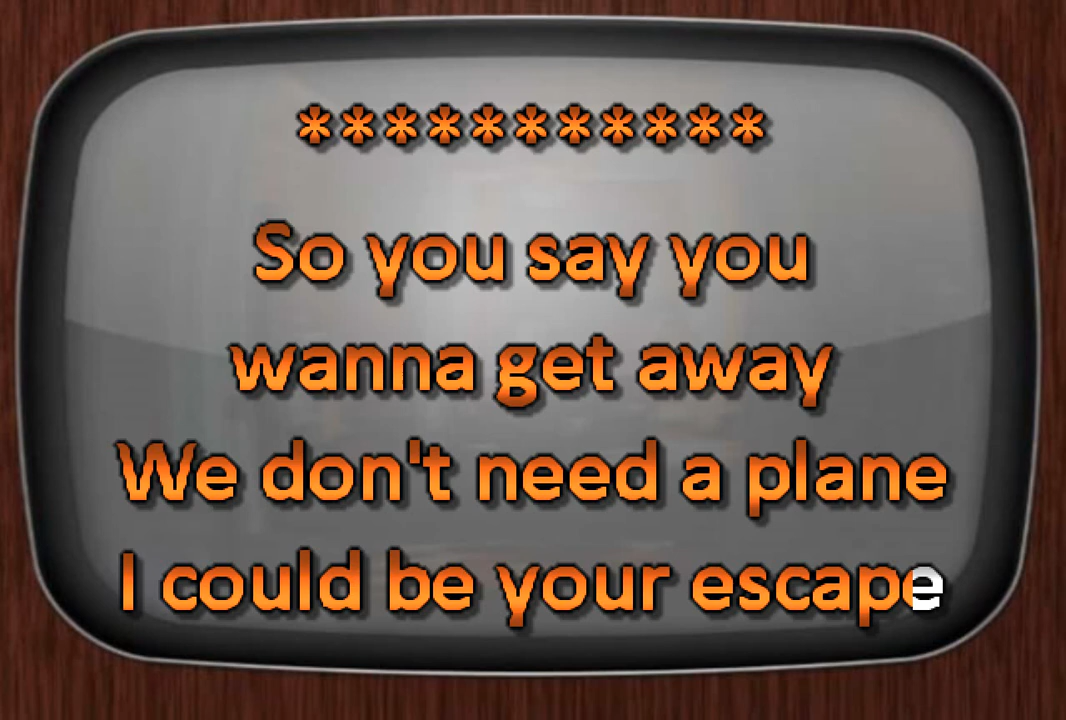 ***********
So you say you
wanna get away
We don't need a plane
I could be your escape